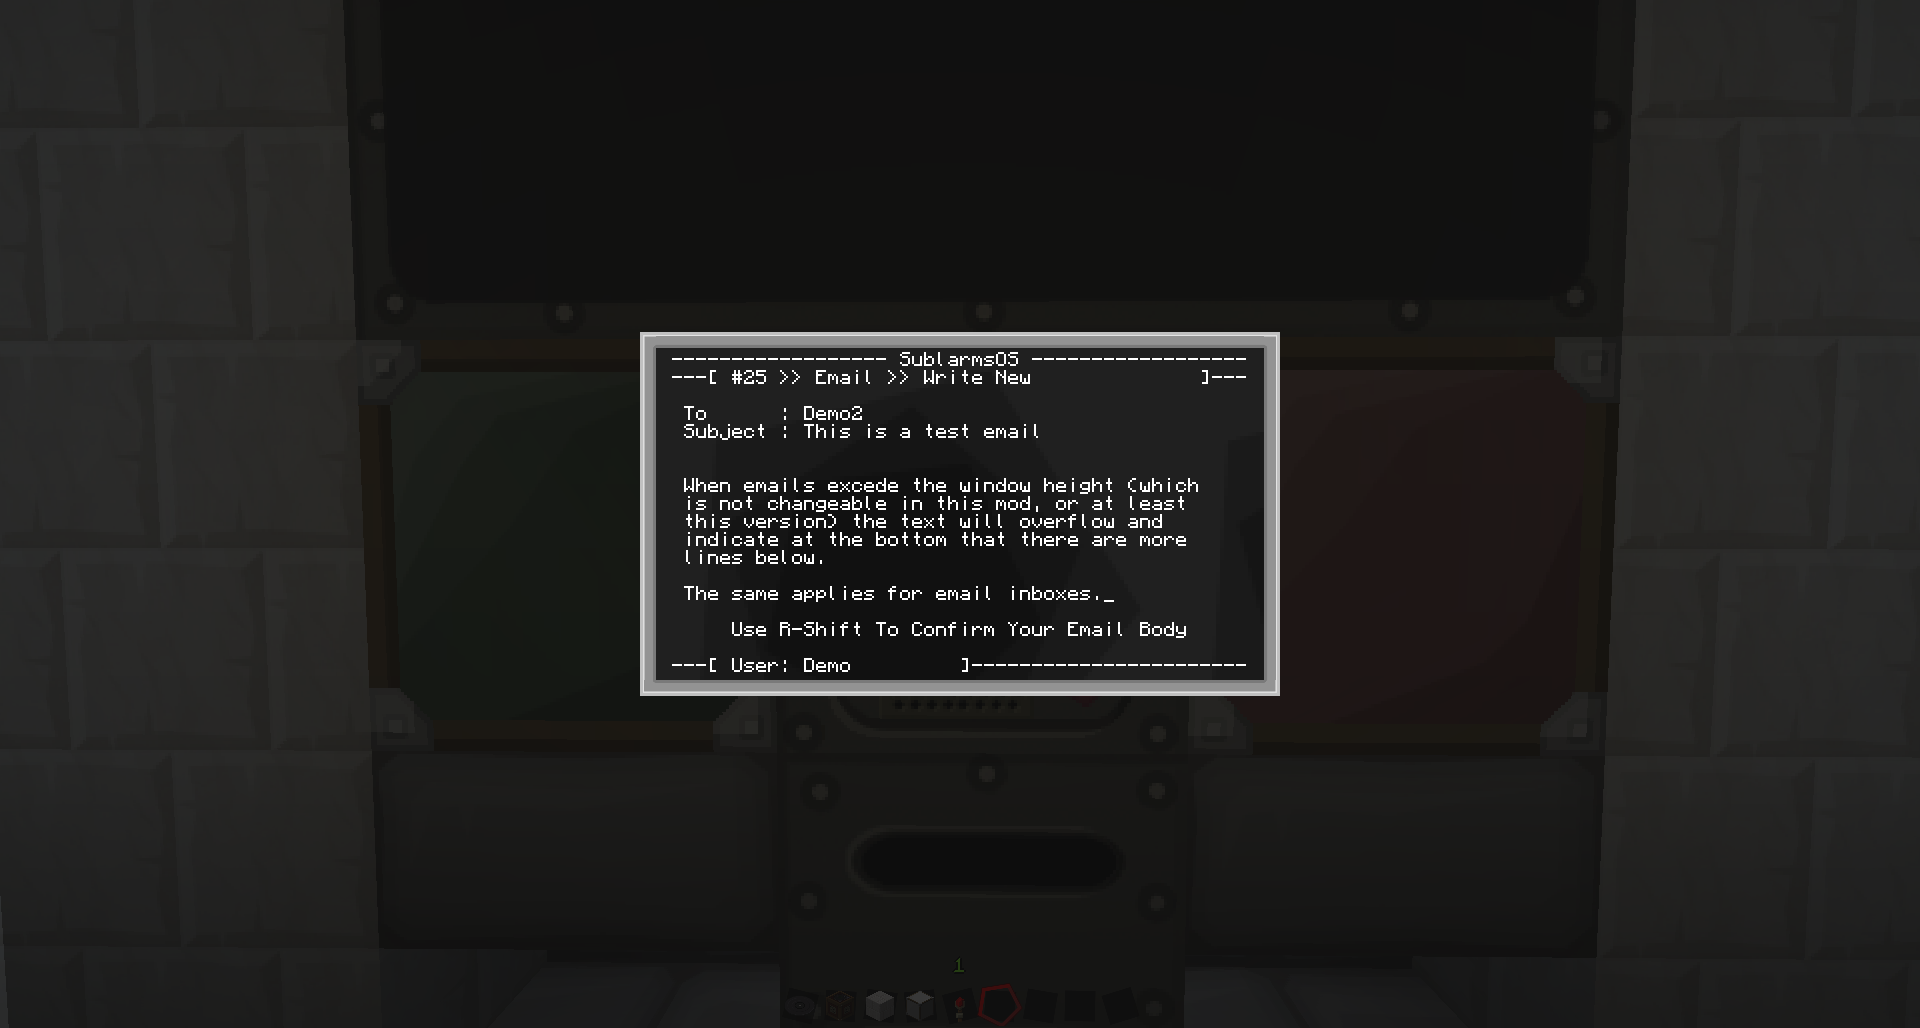 ------------------ SublarmsOS ------------------
---[ #25 >> Email >> Write New              ]---
To      : Demo2
Subject : This is a test email
When emails excede the window height (which
is not changeable in this mod, or at least
this version) the text will overflow and
indicate at the bottom that there are more
lines below.
The same applies for email inboxes._
Use R-Shift To Confirm Your Email Body
---[ User: Demo         ]-----------------------
1